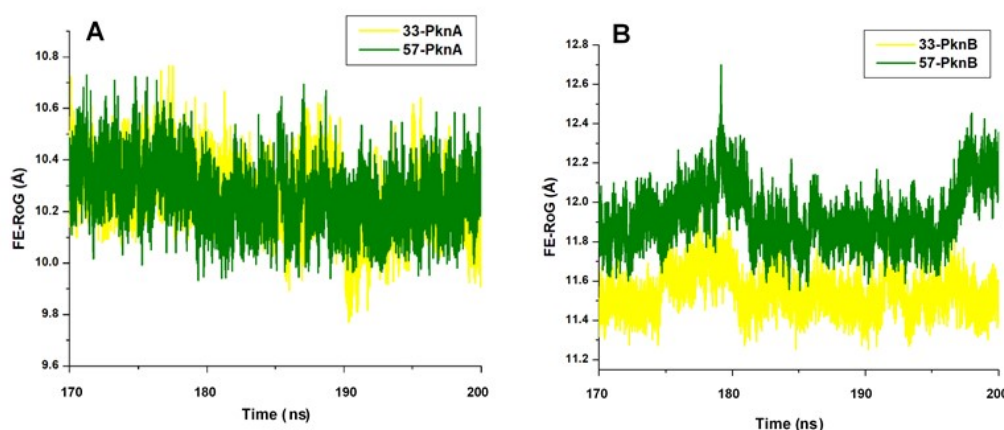 A
33-PknA
57-PknA
FE-RoG (Å)
10.8
10.6
10.4
10.2
10.0
9.8
9.6
170
180
190
200
Time (ns)
B
33-PknB
57-PknB
FE-RoG (Å)
12.8
12.6
12.4
12.2
12.0
11.8
11.6
11.4
11.2
170
180
190
200
Time (ns)